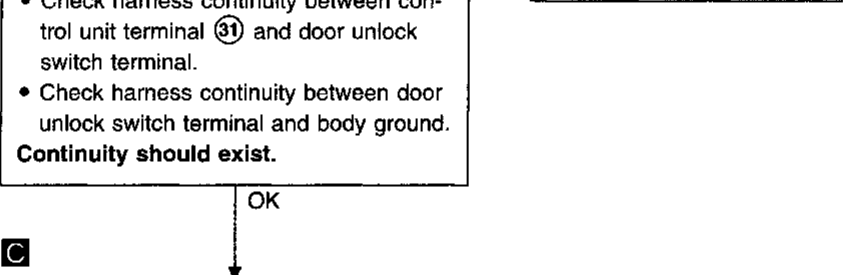 • Check harness continuity between con-
trol unit terminal ㉛ and door unlock
switch terminal.
• Check harness continuity between door
unlock switch terminal and body ground.
Continuity should exist.
OK
C